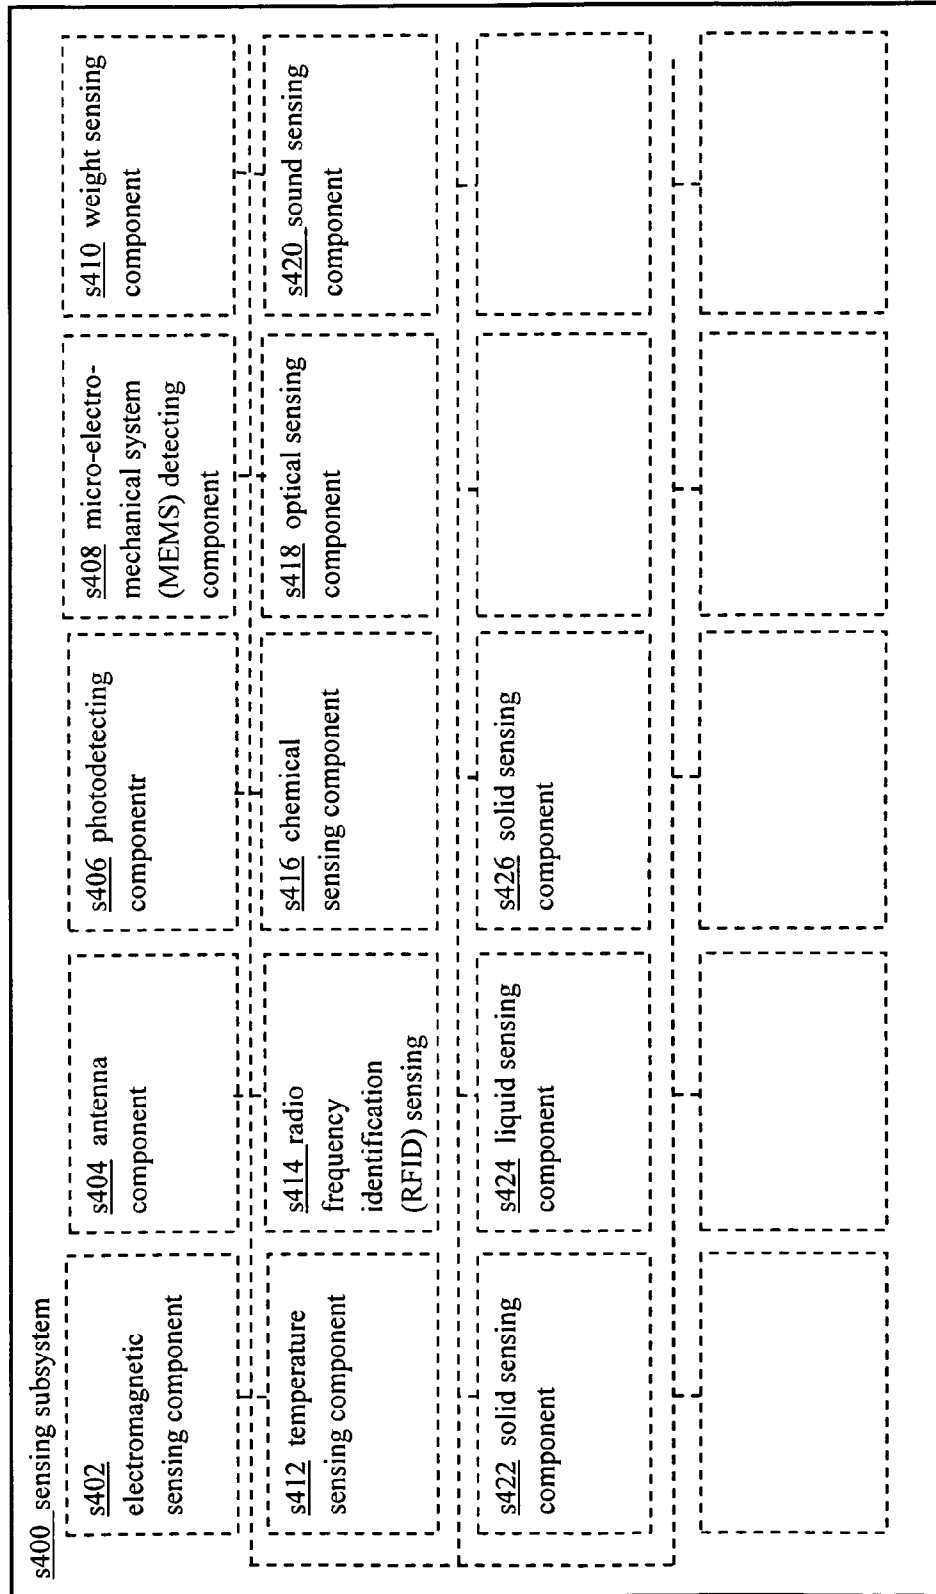 s400 sensing subsystem
s402
electromagnetic
sensing component
s404 antenna
component
s406 photodetecting
componentr
s408 micro-electro-
mechanical system
(MEMS) detecting
component
s410 weight sensing
component
s412 temperature
sensing component
s414 radio
frequency
identification
(RFID) sensing
s416 chemical
sensing component
s418 optical sensing
component
s420 sound sensing
component
s422 solid sensing
component
s424 liquid sensing
component
s426 solid sensing
component